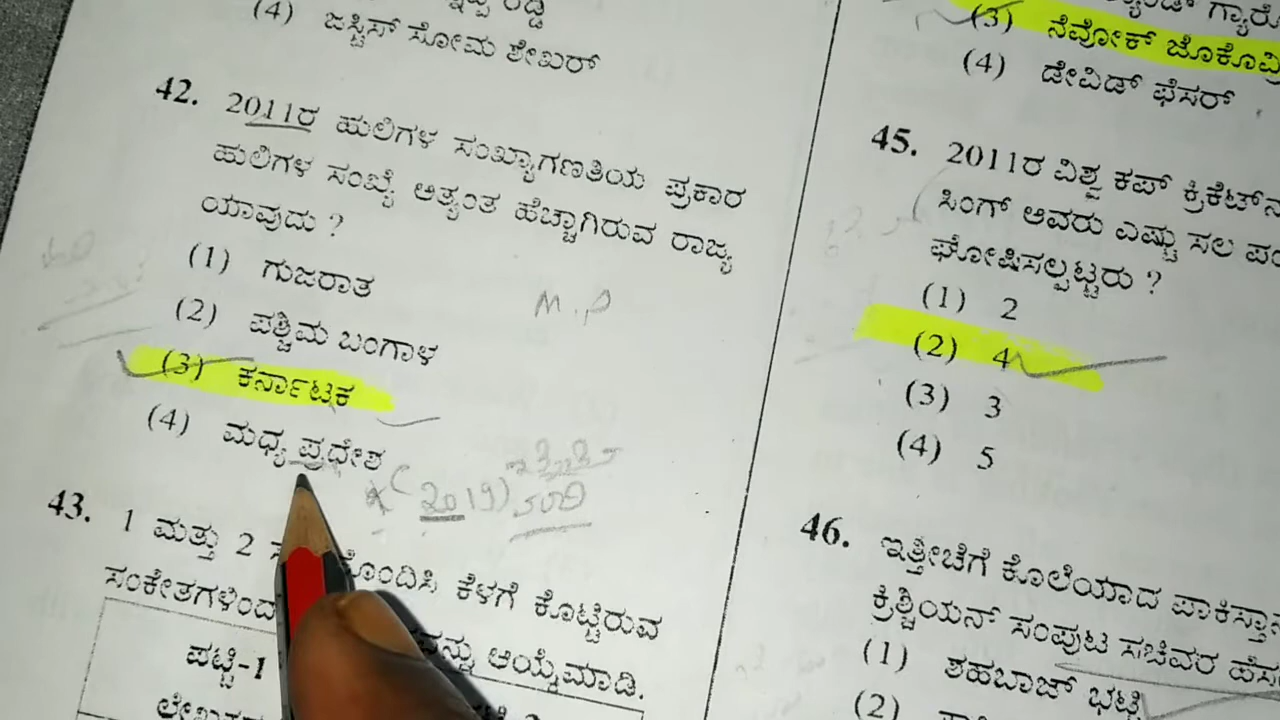 (4) ಜಸ್ಟಿಸ್ ಸೋಮ ಶೇಖರ್
42. 2011ರ ಹುಲಿಗಳ ಸಂಖ್ಯಾಗಣತಿಯ ಪ್ರಕಾರ
ಹುಲಿಗಳ ಸಂಖ್ಯೆ ಅತ್ಯಂತ ಹೆಚ್ಚಾಗಿರುವ ರಾಜ್ಯ
ಯಾವುದು ?
(1) ಗುಜರಾತ
M.P
(2) ಪಶ್ಚಿಮ ಬಂಗಾಳ
(3) ಕರ್ನಾಟಕ
(4) ಮಧ್ಯ ಪ್ರದೇಶ
(2019)
43. 1 ಮತ್ತು 2 ಹೊಂದಿಸಿ ಕೆಳಗೆ ಕೊಟ್ಟಿರುವ
ಸಂಕೇತಗಳಿಂದ ಆಯ್ಕೆಮಾಡಿ.
ಪಟ್ಟಿ-1
(3) ನೆವೋಕ್ ಜೊಕೊವಿ
(4) ಡೇವಿಡ್ ಫೆಸರ್
45. 2011ರ ವಿಶ್ವ ಕಪ್ ಕ್ರಿಕೆಟ್‌ನ
ಸಿಂಗ್ ಅವರು ಎಷ್ಟು ಸಲ ಪಂ
ಘೋಷಿಸಲ್ಪಟ್ಟರು ?
(1) 2
(2) 4
(3) 3
(4) 5
46. ಇತ್ತೀಚೆಗೆ ಕೊಲೆಯಾದ ಪಾಕಿಸ್ತಾನ
ಕ್ರಿಶ್ಚಿಯನ್ ಸಂಪುಟ ಸಚಿವರ ಹೆಸ
(1) ಶಹಬಾಜ್ ಭಟ್ಟಿ
(2)